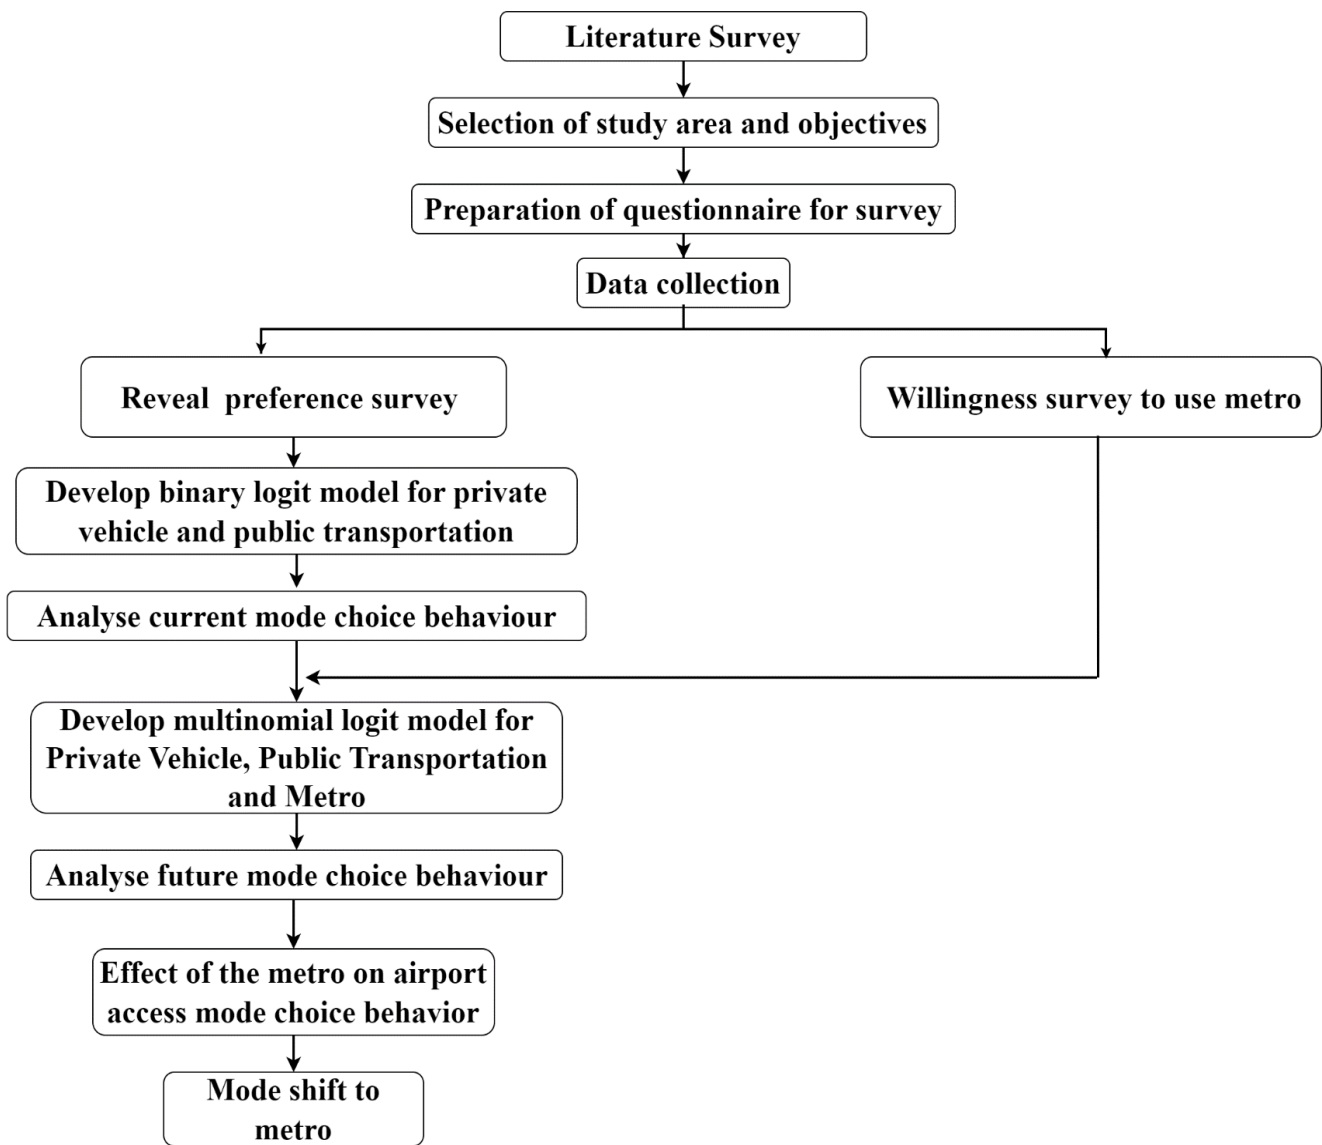 Literature Survey
Selection of study area and objectives
Preparation of questionnaire for survey
Data collection
Reveal preference survey
Willingness survey to use metro
Develop binary logit model for private
vehicle and public transportation
Analyse current mode choice behaviour
Develop multinomial logit model for
Private Vehicle, Public Transportation
and Metro
Analyse future mode choice behaviour
Effect of the metro on airport
access mode choice behavior
Mode shift to
metro